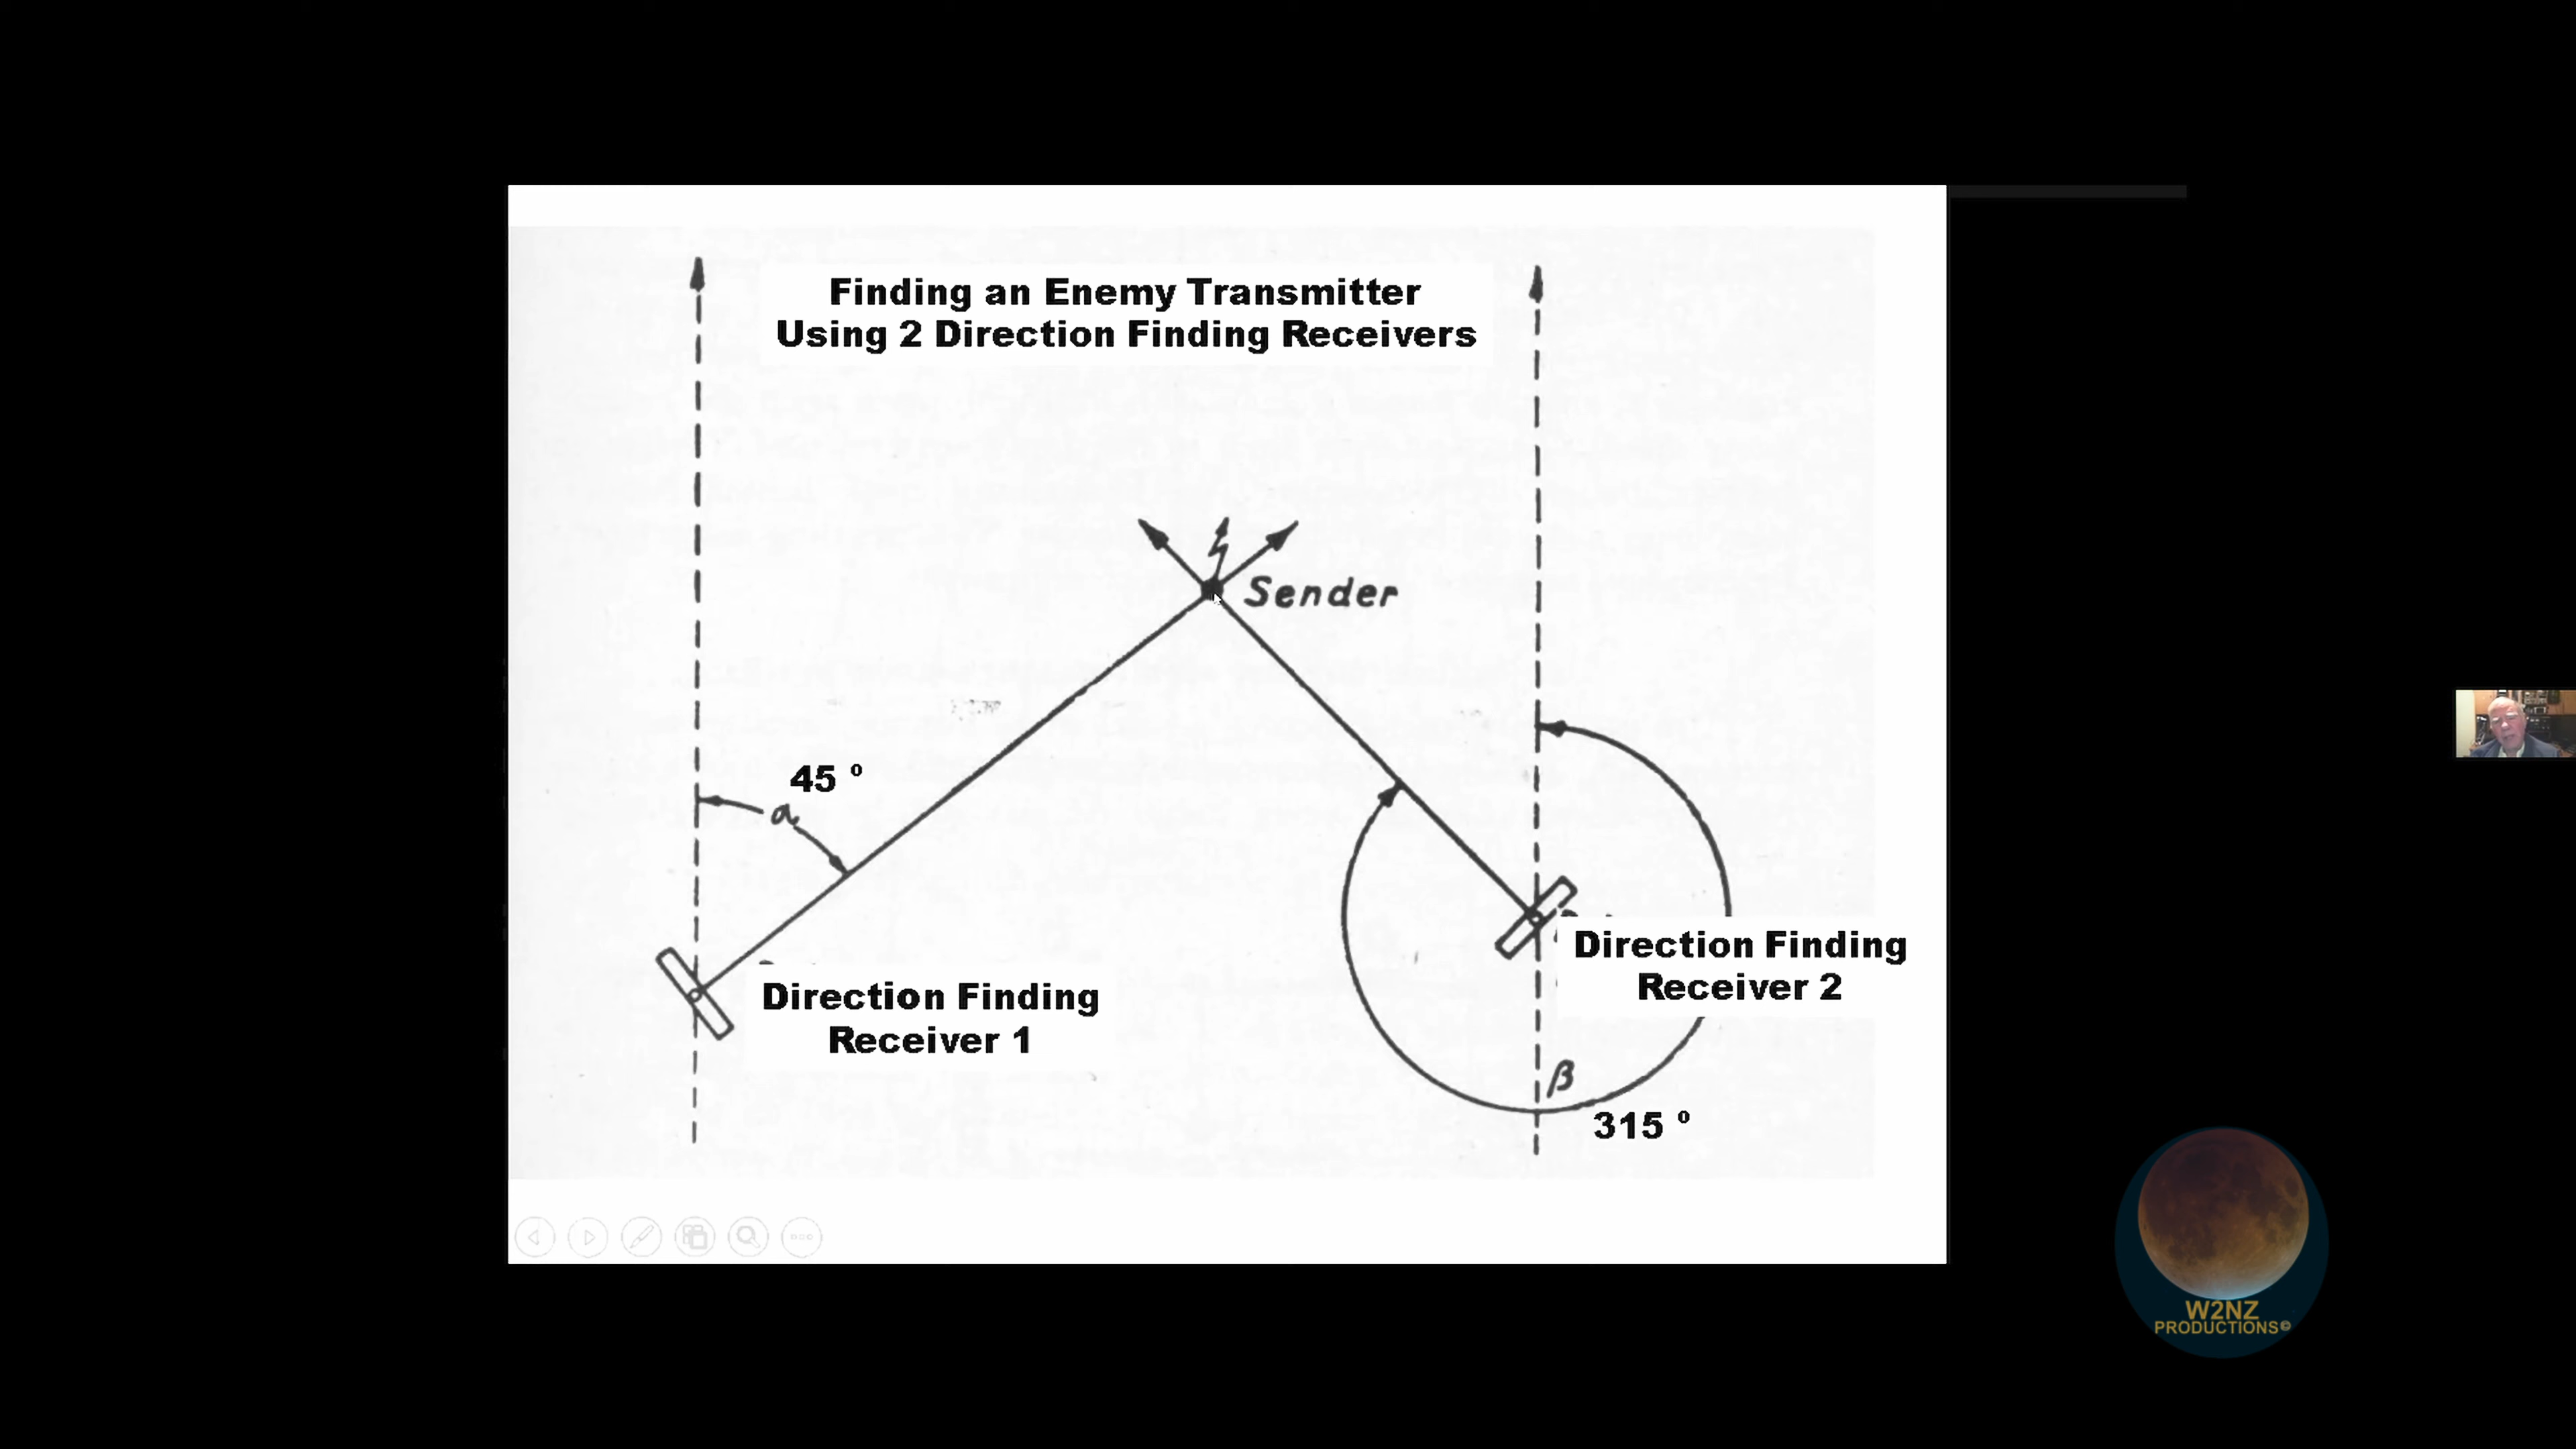 Finding an Enemy Transmitter
Using 2 Direction Finding Receivers
Sender
45 º
α
Direction Finding
Receiver 1
Direction Finding
Receiver 2
β
315 º
W2NZ
PRODUCTIONS©